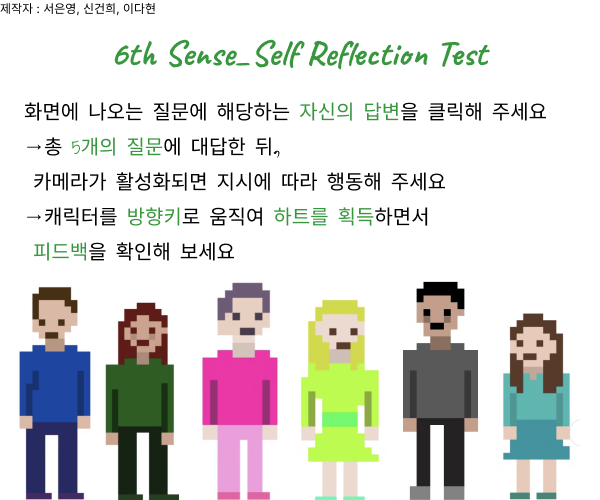 제작자 : 서은영, 신건희, 이다현
6th Sense_Self Reflection Test
화면에 나오는 질문에 해당하는 자신의 답변을 클릭해 주세요
→총 5개의 질문에 대답한 뒤,
카메라가 활성화되면 지시에 따라 행동해 주세요
→캐릭터를 방향키로 움직여 하트를 획득하면서
피드백을 확인해 보세요